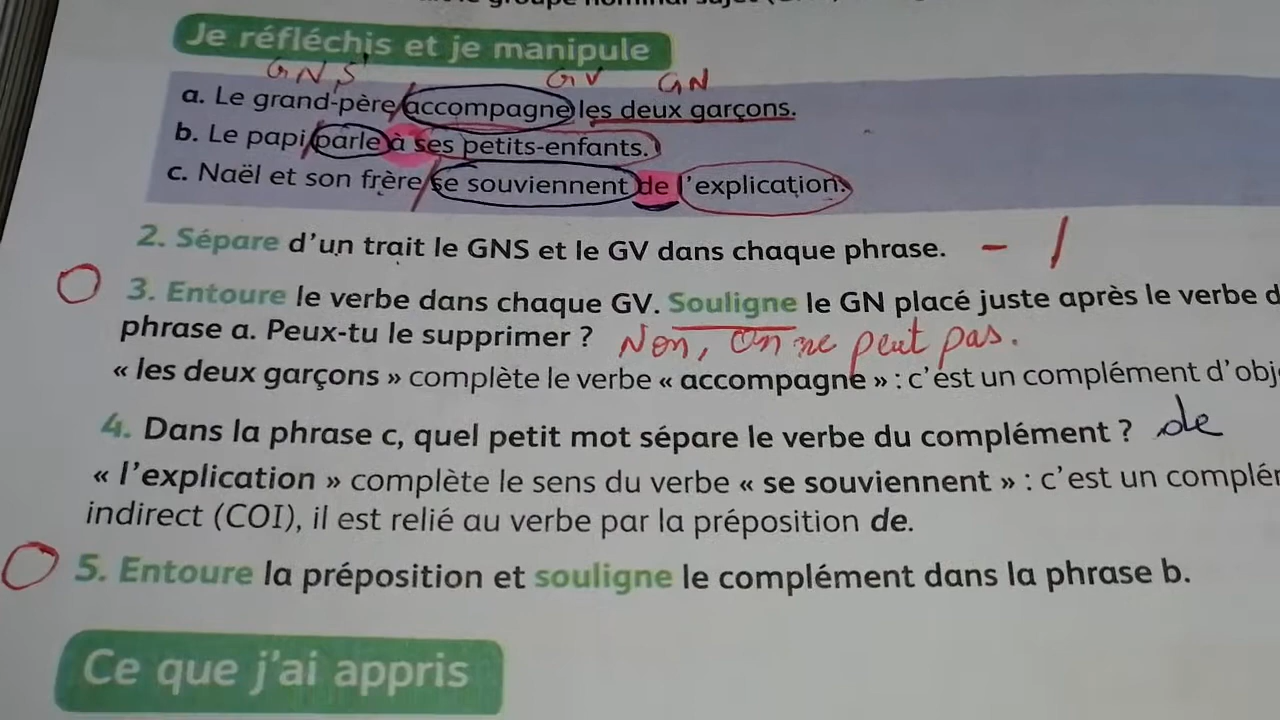 groupe nominal sujet
Je réfléchis et je manipule
GNS GV GN
a. Le grand-père/accompagne les deux garçons.
b. Le papi/parle à ses petits-enfants.
c. Naël et son frère/se souviennent de l'explication.
2. Sépare d'un trait le GNS et le GV dans chaque phrase. - /
3. Entoure le verbe dans chaque GV. Souligne le GN placé juste après le verbe d
phrase a. Peux-tu le supprimer ? Non, on ne peut pas.
« les deux garçons » complète le verbe « accompagne » : c'est un complément d'obj
4. Dans la phrase c, quel petit mot sépare le verbe du complément ? de
« l'explication » complète le sens du verbe « se souviennent » : c'est un complé
indirect (COI), il est relié au verbe par la préposition de.
5. Entoure la préposition et souligne le complément dans la phrase b.
Ce que j'ai appris